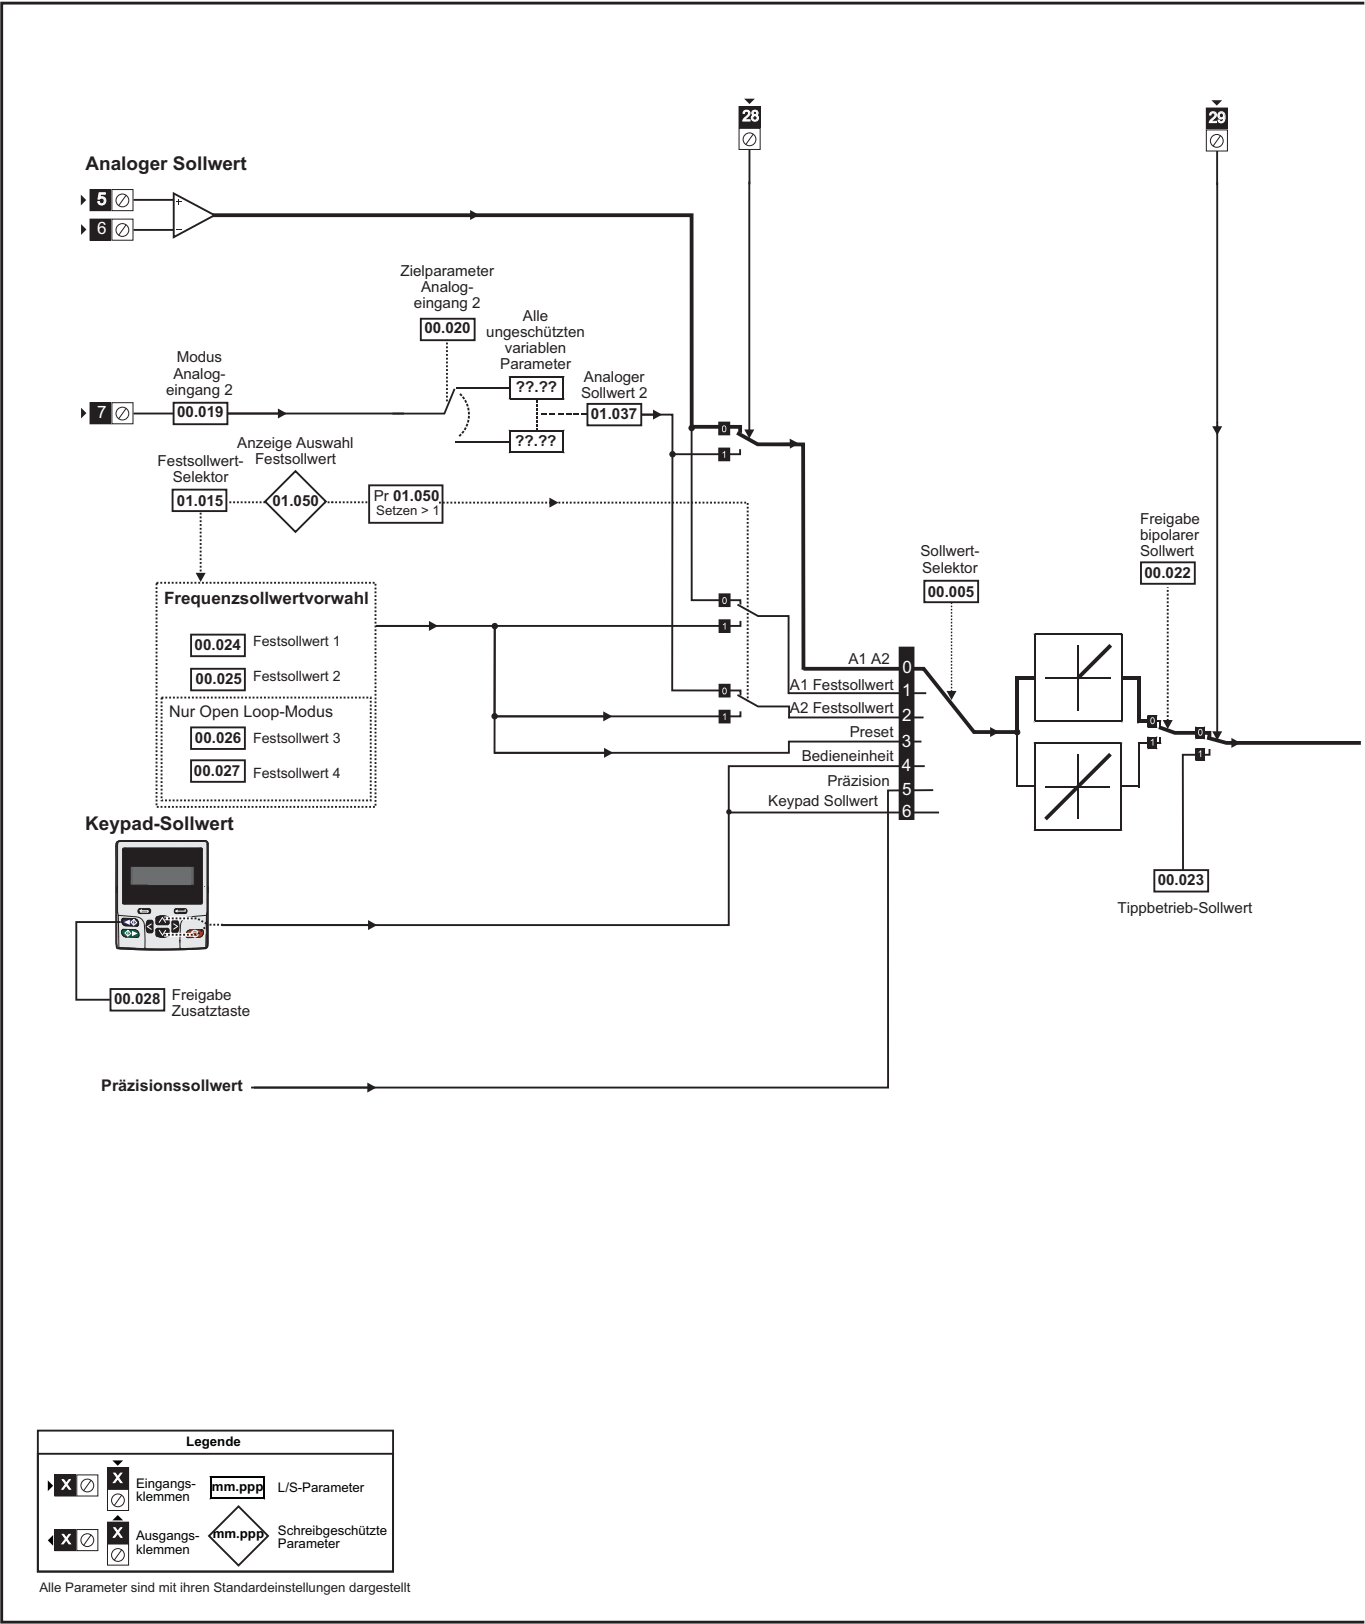 28
29
Analoger Sollwert
5
6
+
−
Zielparameter
Analog-
eingang 2
00.020
Alle
ungeschützten
variablen
Parameter
??.??
??.??
Modus
Analog-
eingang 2
7
00.019
Analoger
Sollwert 2
01.037
0
1
Festsollwert-
Selektor
01.015
Anzeige Auswahl
Festsollwert
01.050
Pr 01.050
Setzen > 1
Frequenzsollwertvorwahl
00.024 Festsollwert 1
00.025 Festsollwert 2
Nur Open Loop-Modus
00.026 Festsollwert 3
00.027 Festsollwert 4
0
1
0
1
Sollwert-
Selektor
00.005
A1 A2 0
A1 Festsollwert 1
A2 Festsollwert 2
Preset 3
Bedieneinheit 4
Präzision 5
Keypad Sollwert 6
Freigabe
bipolarer
Sollwert
00.022
0
1
0
1
00.023
Tippbetrieb-Sollwert
Keypad-Sollwert
00.028
Freigabe
Zusatztaste
Präzisionssollwert
Legende
X
X
Eingangs-
klemmen
mm.ppp
L/S-Parameter
X
X
Ausgangs-
klemmen
mm.ppp
Schreibgeschützte
Parameter
Alle Parameter sind mit ihren Standardeinstellungen dargestellt